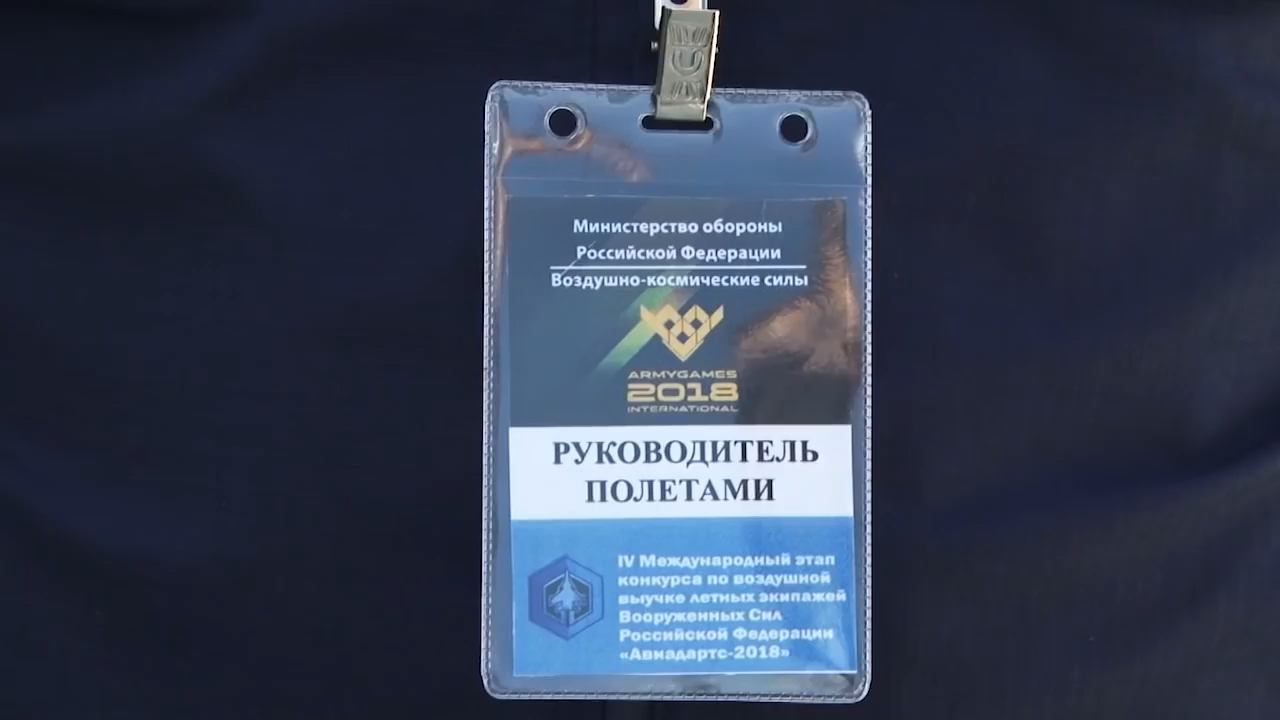 Министерство обороны
Российской Федерации
Воздушно-космические силы
ARMYGAMES
2018
INTERNATIONAL
РУКОВОДИТЕЛЬ
ПОЛЕТАМИ
IV Международный этап
конкурса по воздушной
выучке летных экипажей
Вооруженных Сил
Российской Федерации
«Авиадартс-2018»